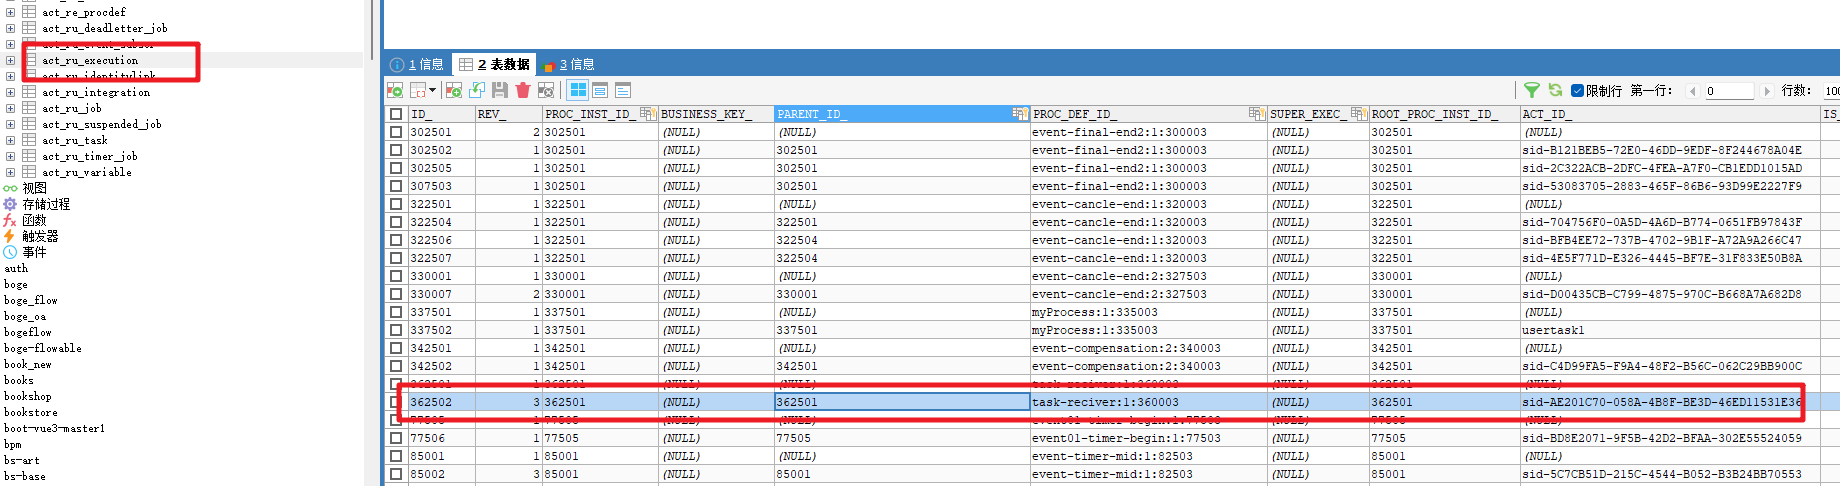 act_re_procdef
act_ru_deadletter_job
act_ru_event_subscr
act_ru_execution
act_ru_identitylink
act_ru_integration
act_ru_job
act_ru_suspended_job
act_ru_task
act_ru_timer_job
act_ru_variable
视图
存储过程
函数
触发器
事件
auth
boge
boge_flow
boge_oa
bogeflow
boge-flowable
book_new
books
bookshop
bookstore
boot-vue3-master1
bpm
bs-art
bs-base
1 信息 2 表数据 3 信息
限制行 第一行： 0 行数： 100
ID_ REV_ PROC_INST_ID_ BUSINESS_KEY_ PARENT_ID_ PROC_DEF_ID_ SUPER_EXEC_ ROOT_PROC_INST_ID_ ACT_ID_ IS_
302501 2 302501 (NULL) (NULL) event-final-end2:1:300003 (NULL) 302501 (NULL)
302502 1 302501 (NULL) 302501 event-final-end2:1:300003 (NULL) 302501 sid-B121BEB5-72E0-46DD-9EDF-8F244678A04E
302505 1 302501 (NULL) 302501 event-final-end2:1:300003 (NULL) 302501 sid-2C322ACB-2DFC-4FEA-A7F0-CB1EDD1015AD
307503 1 302501 (NULL) 302501 event-final-end2:1:300003 (NULL) 302501 sid-53083705-2883-465F-86B6-93D99E2227F9
322501 1 322501 (NULL) (NULL) event-cancle-end:1:320003 (NULL) 322501 (NULL)
322504 1 322501 (NULL) 322501 event-cancle-end:1:320003 (NULL) 322501 sid-704756F0-0A5D-4A6D-B774-0651FB97843F
322506 1 322501 (NULL) 322504 event-cancle-end:1:320003 (NULL) 322501 sid-BFB4EE72-737B-4702-9B1F-A72A9A266C47
322507 1 322501 (NULL) 322504 event-cancle-end:1:320003 (NULL) 322501 sid-4E5F771D-E326-4445-BF7E-31F833E50B8A
330001 1 330001 (NULL) (NULL) event-cancle-end:2:327503 (NULL) 330001 (NULL)
330007 2 330001 (NULL) 330001 event-cancle-end:2:327503 (NULL) 330001 sid-D00435CB-C799-4875-970C-B668A7A682D8
337501 1 337501 (NULL) (NULL) myProcess:1:335003 (NULL) 337501 (NULL)
337502 1 337501 (NULL) 337501 myProcess:1:335003 (NULL) 337501 usertask1
342501 1 342501 (NULL) (NULL) event-compensation:2:340003 (NULL) 342501 (NULL)
342502 1 342501 (NULL) 342501 event-compensation:2:340003 (NULL) 342501 sid-C4D99FA5-F9A4-48F2-B56C-062C29BB900C
362501 1 362501 (NULL) (NULL) task-reciver:1:360003 (NULL) 362501 (NULL)
362502 3 362501 (NULL) 362501 task-reciver:1:360003 (NULL) 362501 sid-AE201C70-058A-4B8F-BE3D-46ED11531E36
77505 1 77505 (NULL) (NULL) event01-timer-begin:1:77503 (NULL) 77505 (NULL)
77506 1 77505 (NULL) 77505 event01-timer-begin:1:77503 (NULL) 77505 sid-BD8E2071-9F5B-42D2-BFAA-302E55524059
85001 1 85001 (NULL) (NULL) event-timer-mid:1:82503 (NULL) 85001 (NULL)
85002 3 85001 (NULL) 85001 event-timer-mid:1:82503 (NULL) 85001 sid-5C7CB51D-215C-4544-B052-B3B24BB70553